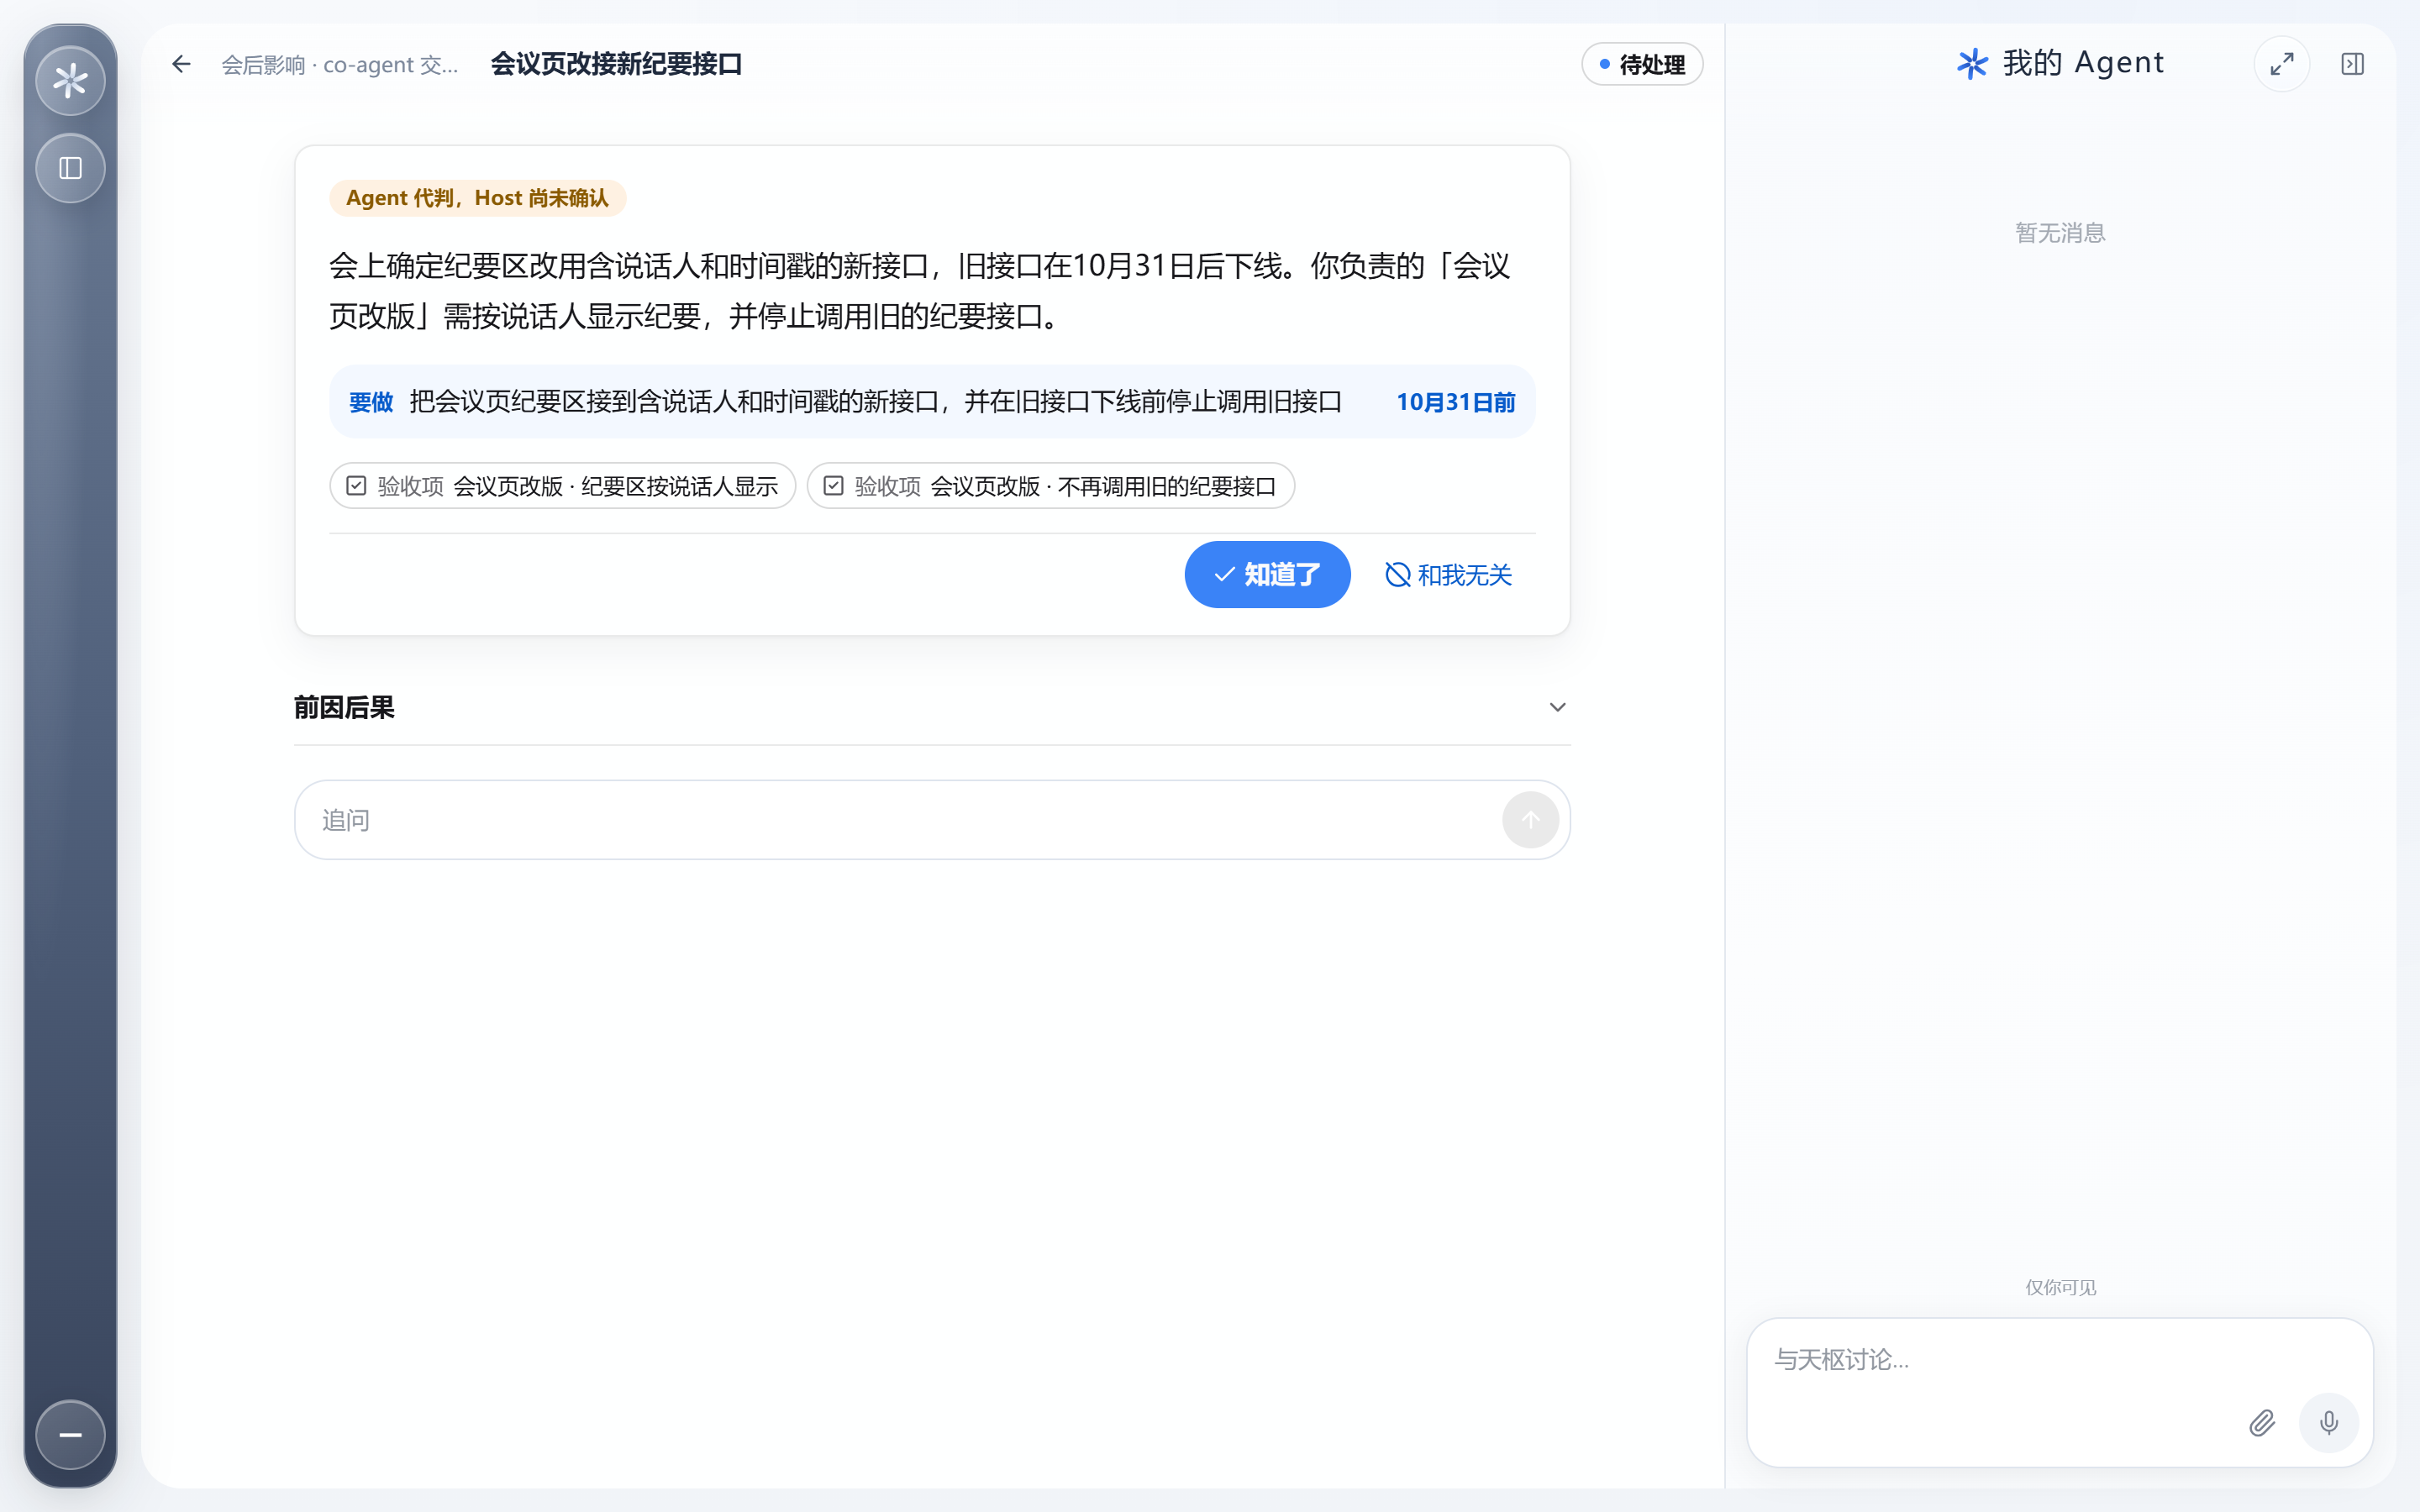 会后影响 · co-agent 交...
会议页改接新纪要接口
待处理
我的 Agent
Agent 代判，Host 尚未确认
会上确定纪要区改用含说话人和时间戳的新接口，旧接口在10月31日后下线。你负责的「会议
页改版」需按说话人显示纪要，并停止调用旧的纪要接口。
要做 把会议页纪要区接到含说话人和时间戳的新接口，并在旧接口下线前停止调用旧接口 10月31日前
验收项 会议页改版 · 纪要区按说话人显示
验收项 会议页改版 · 不再调用旧的纪要接口
知道了
和我无关
前因后果
追问
暂无消息
仅你可见
与天枢讨论...